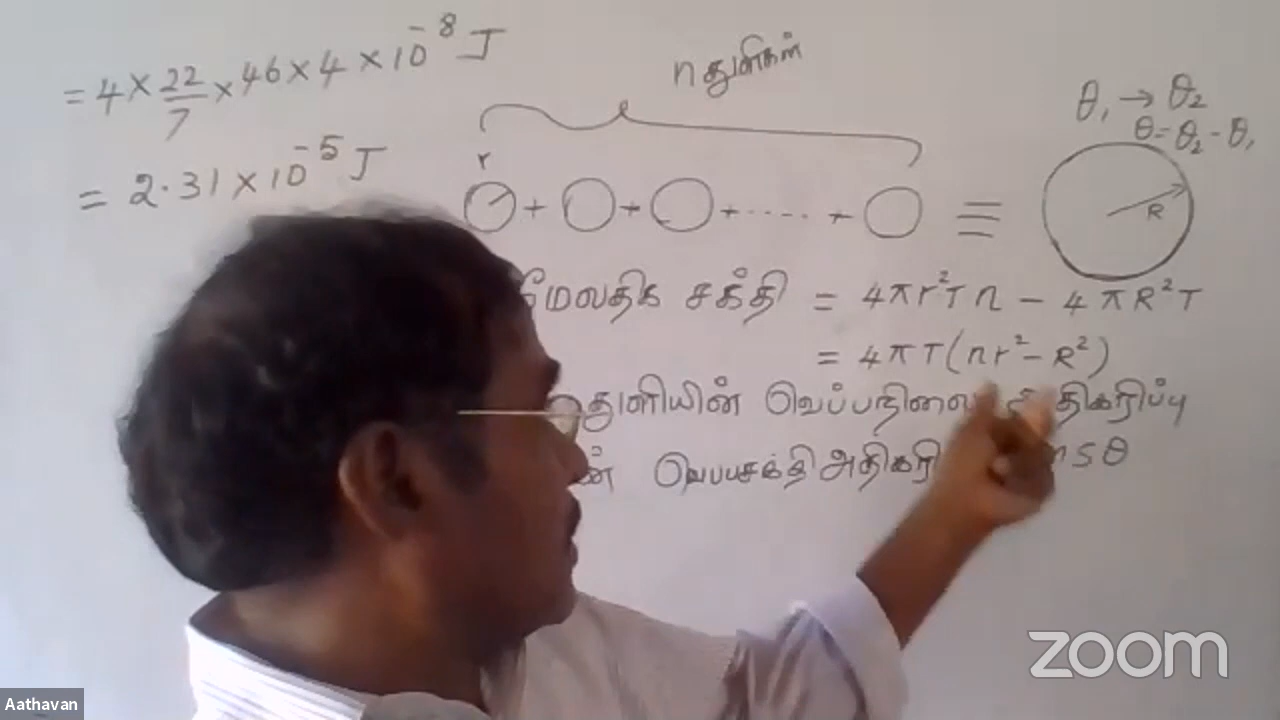 = 4 × 22/7 × 46 × 4 × 10⁻⁸ J
= 2.31 × 10⁻⁵ J
n துளிகள்
r
+ + + ..... + ≡
θ₁ → θ₂
θ = θ₂ - θ₁
R
மேலதிக சக்தி = 4πr²Tn - 4πR²T
= 4πT(nr² - R²)
துளியின் வெப்பநிலை அதிகரிப்பு
வெப்பசக்தி sθ
zoom
Aathavan